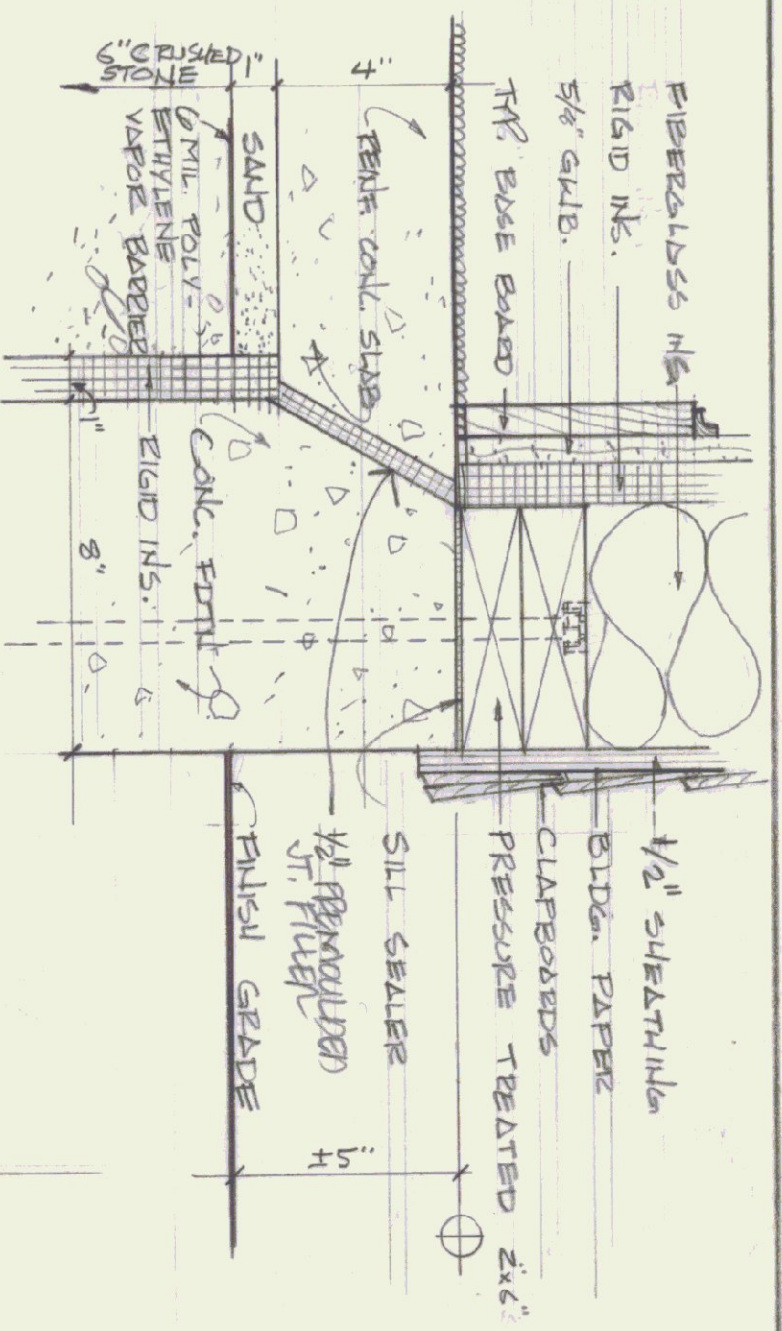 FIBERGLASS INS.
RIGID INS.
5/8" GWB.
TYP. BASE BOARD
1/2" SHEATHING
BLDG. PAPER
CLAPBOARDS
PRESSURE TREATED 2"x6"
SILL SEALER
1/2" PREMOULDED
JT. FILLER
FINISH GRADE
±5"
4"
1"
6" CRUSHED
STONE
REINF. CONC. SLAB
SAND
6 MIL. POLY-
ETHYLENE
VAPOR BARRIER
CONC. FDTN
RIGID INS.
1"
8"